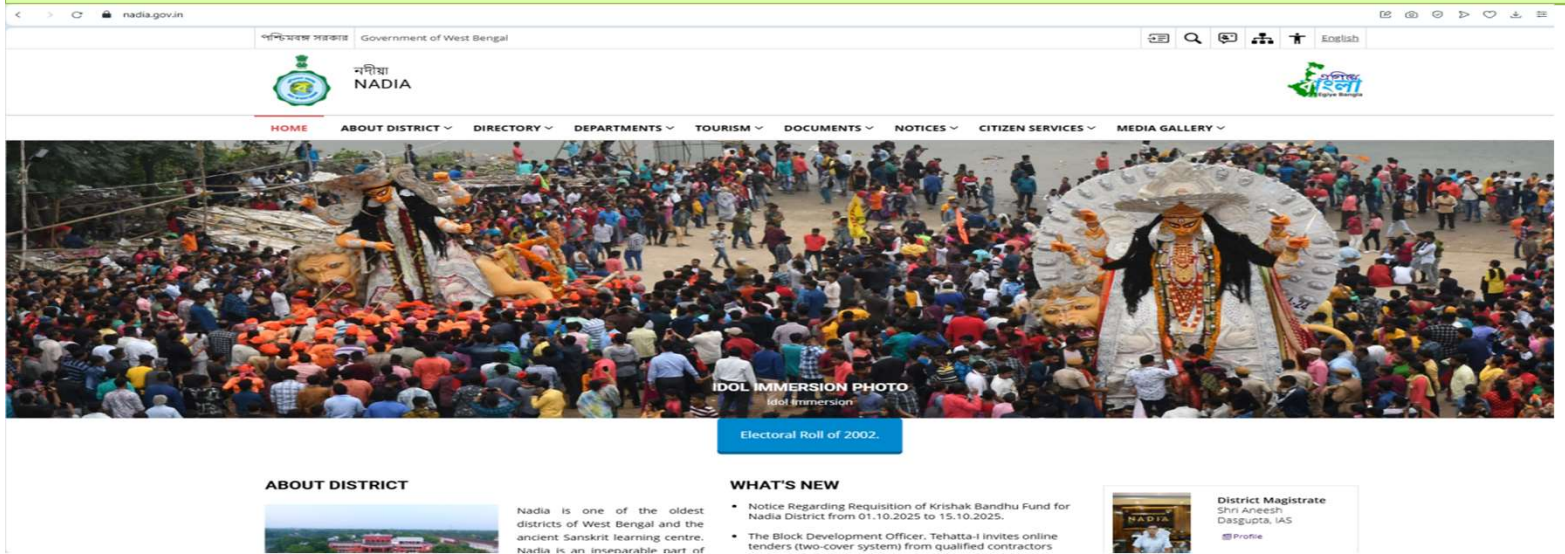 nadia.gov.in
পশ্চিমবঙ্গ সরকার Government of West Bengal English
নদীয়া
NADIA
এগিয়ে
বাংলা
Egiye Bangla
HOME ABOUT DISTRICT DIRECTORY DEPARTMENTS TOURISM DOCUMENTS NOTICES CITIZEN SERVICES MEDIA GALLERY
IDOL IMMERSION PHOTO
Idol Immersion
Electoral Roll of 2002.
ABOUT DISTRICT
Nadia is one of the oldest
districts of West Bengal and the
ancient Sanskrit learning centre.
Nadia is an inseparable part of
WHAT'S NEW
• Notice Regarding Requisition of Krishak Bandhu Fund for
Nadia District from 01.10.2025 to 15.10.2025.
• The Block Development Officer, Tehatta-I invites online
tenders (two-cover system) from qualified contractors
NADIA
District Magistrate
Shri Aneesh
Dasgupta, IAS
Profile